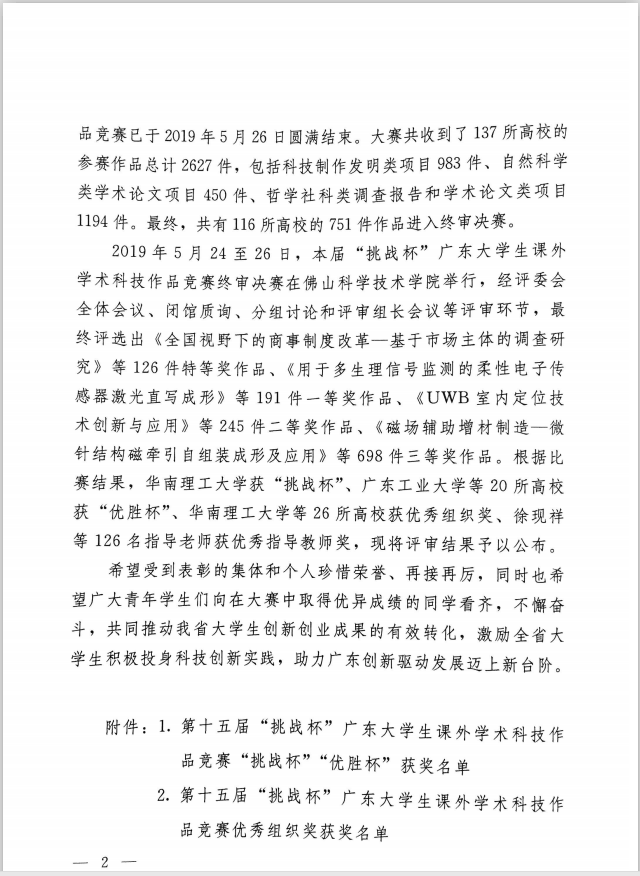 品竞赛已于 2019 年 5 月 26 日圆满结束。大赛共收到了 137 所高校的
参赛作品总计 2627 件，包括科技制作发明类项目 983 件、自然科学
类学术论文项目 450 件、哲学社科类调查报告和学术论文类项目
1194 件。最终，共有 116 所高校的 751 件作品进入终审决赛。
2019 年 5 月 24 至 26 日，本届“挑战杯”广东大学生课外
学术科技作品竞赛终审决赛在佛山科学技术学院举行，经评委会
全体会议、闭馆质询、分组讨论和评审组长会议等评审环节，最
终评选出《全国视野下的商事制度改革—基于市场主体的调查研
究》等 126 件特等奖作品、《用于多生理信号监测的柔性电子传
感器激光直写成形》等 191 件一等奖作品、《UWB 室内定位技
术创新与应用》等 245 件二等奖作品、《磁场辅助增材制造—微
针结构磁牵引自组装成形及应用》等 698 件三等奖作品。根据比
赛结果，华南理工大学获“挑战杯”、广东工业大学等 20 所高校
获“优胜杯”、华南理工大学等 26 所高校获优秀组织奖、徐现祥
等 126 名指导老师获优秀指导教师奖，现将评审结果予以公布。
希望受到表彰的集体和个人珍惜荣誉、再接再厉，同时也希
望广大青年学生们向在大赛中取得优异成绩的同学看齐，不懈奋
斗，共同推动我省大学生创新创业成果的有效转化，激励全省大
学生积极投身科技创新实践，助力广东创新驱动发展迈上新台阶。
附件：1. 第十五届“挑战杯”广东大学生课外学术科技作
品竞赛“挑战杯”“优胜杯”获奖名单
2. 第十五届“挑战杯”广东大学生课外学术科技作
品竞赛优秀组织奖获奖名单
— 2 —